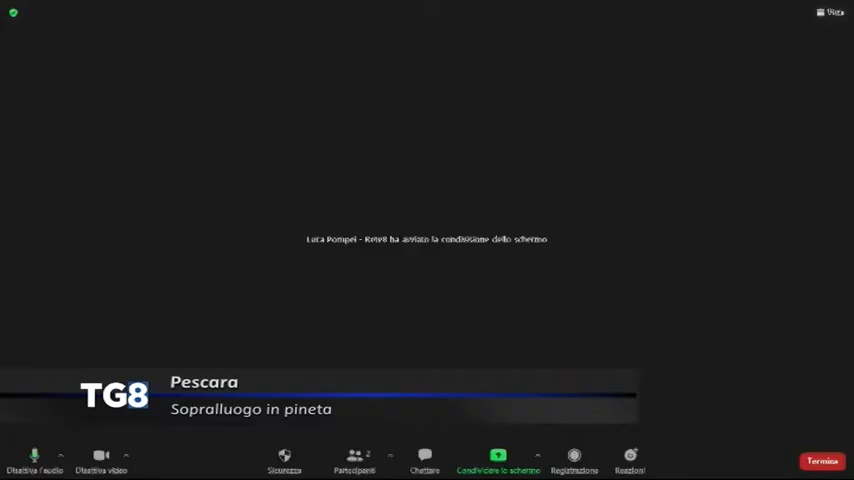 Luca Pompei - Rete8 ha avviato la condivisione dello schermo
TG8
Pescara
Sopralluogo in pineta
Disattiva l'audio
Disattiva video
Sicurezza
Partecipanti
2
Chattare
Condividere lo schermo
Registrazione
Reazioni
Termina